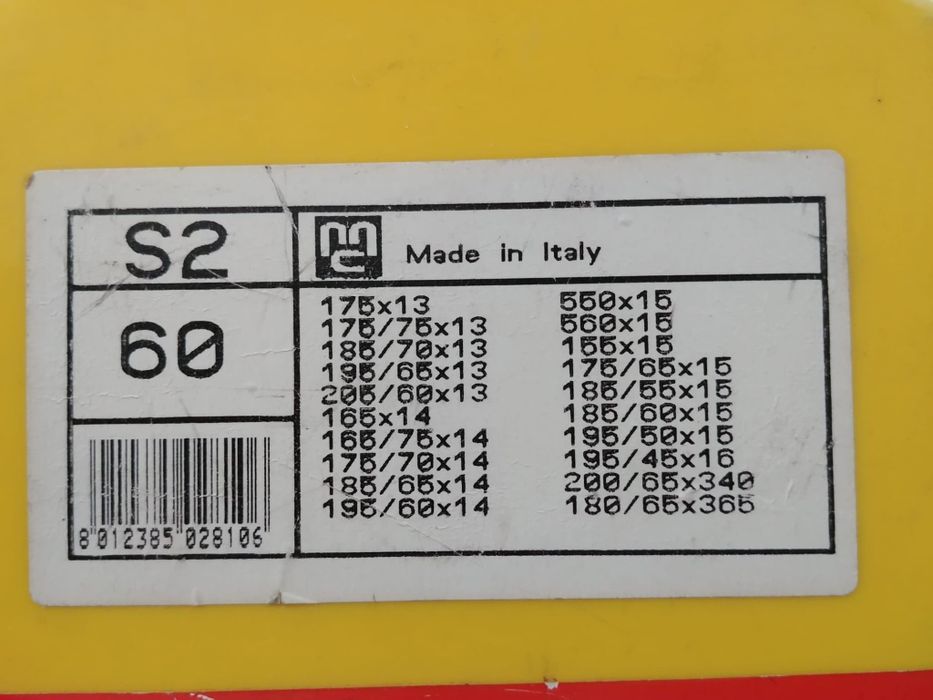 S2
60
8 012385 028106
mc
Made in Italy
175x13
175/75x13
185/70x13
195/65x13
205/60x13
165x14
165/75x14
175/70x14
185/65x14
195/60x14
550x15
560x15
155x15
175/65x15
185/55x15
185/60x15
195/50x15
195/45x16
200/65x340
180/65x365